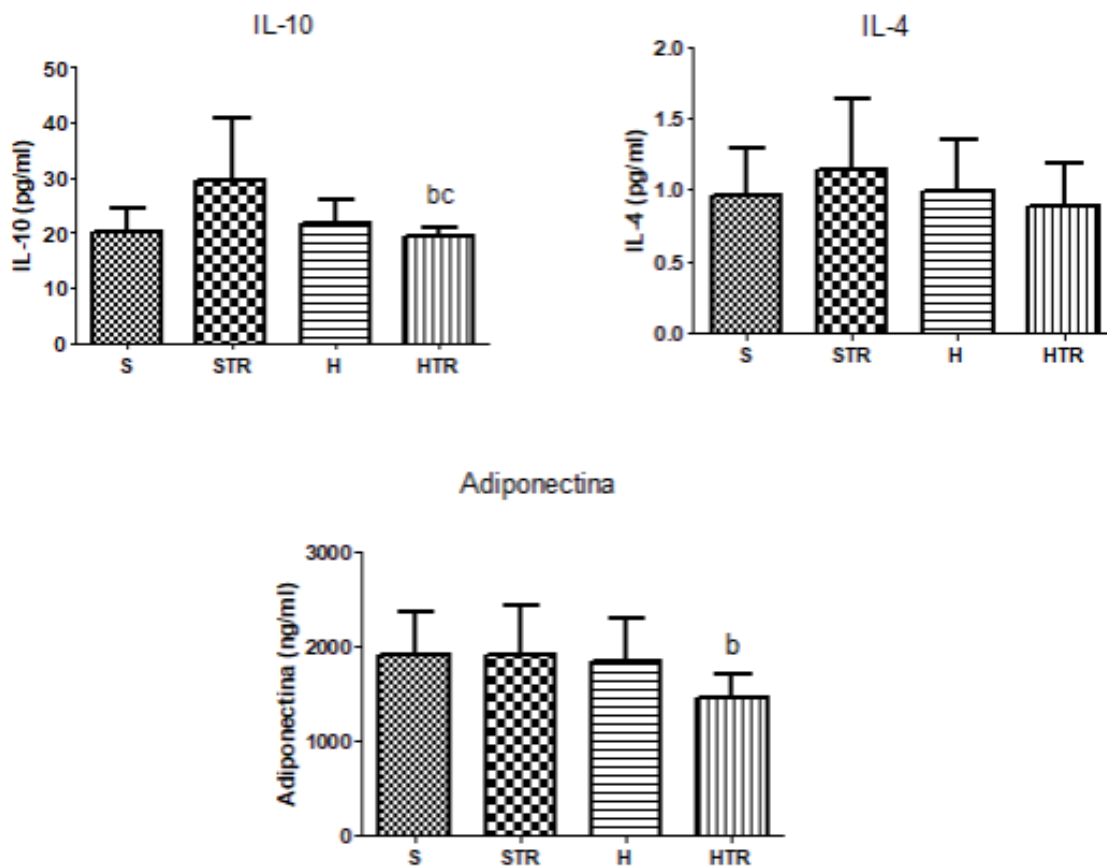 IL-10
IL-10 (pg/ml)
50
40
30
20
10
0
bc
S STR H HTR
IL-4
IL-4 (pg/ml)
2.0
1.5
1.0
0.5
0.0
S STR H HTR
Adiponectina
Adiponectina (ng/ml)
3000
2000
1000
0
b
S STR H HTR